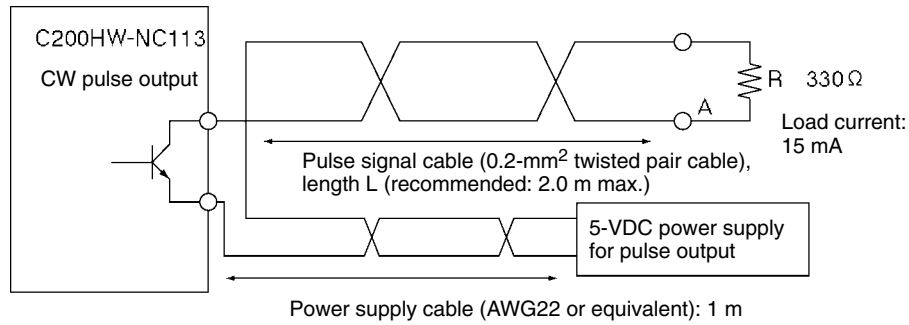 C200HW-NC113
CW pulse output
A
R 330 Ω
Load current:
15 mA
Pulse signal cable (0.2-mm² twisted pair cable),
length L (recommended: 2.0 m max.)
5-VDC power supply
for pulse output
Power supply cable (AWG22 or equivalent): 1 m